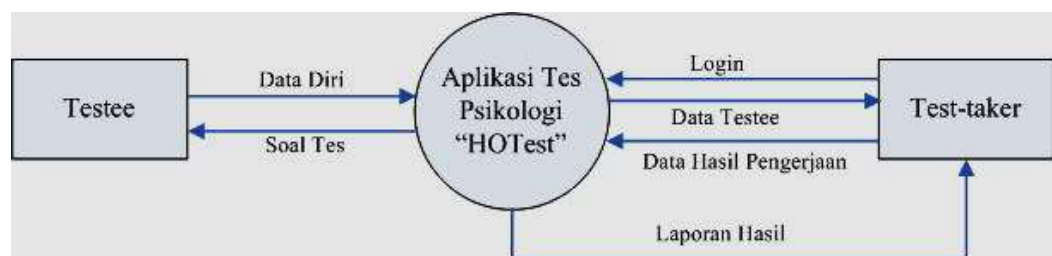 Testee
Data Diri
Soal Tes
Aplikasi Tes
Psikologi
“HOTest”
Login
Data Testee
Data Hasil Pengerjaan
Test-taker
Laporan Hasil